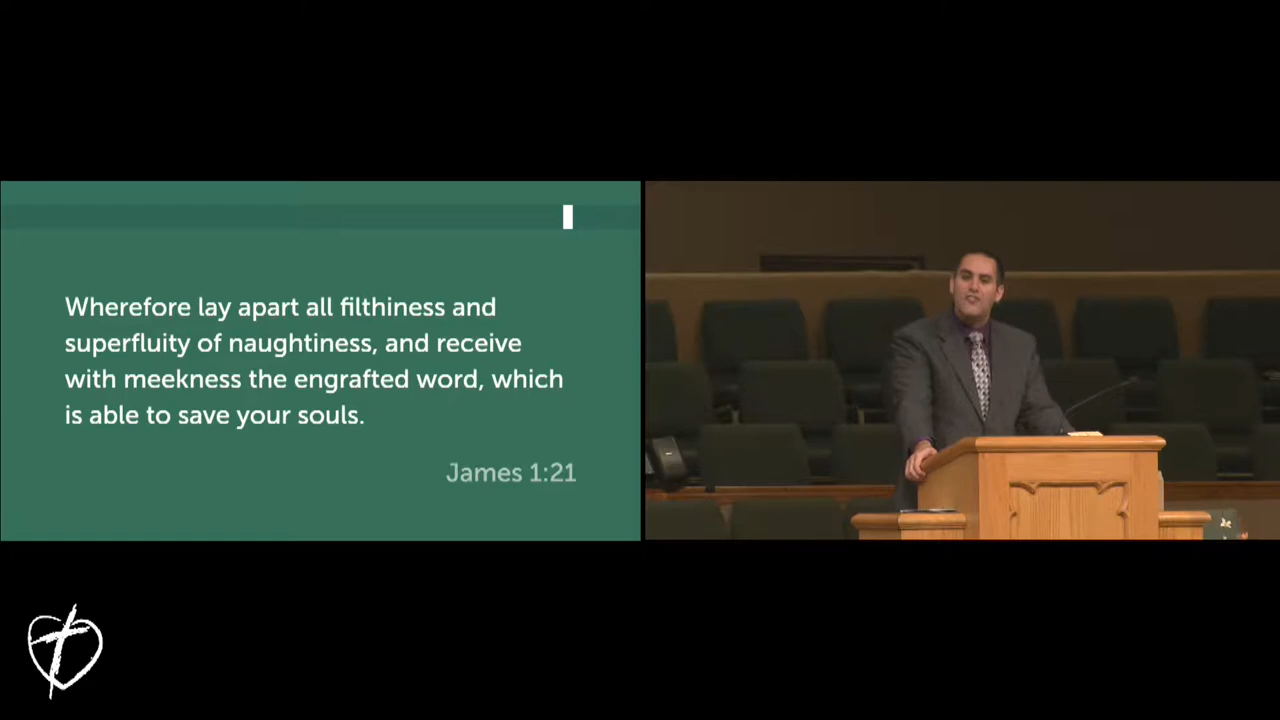 Wherefore lay apart all filthiness and
superfluity of naughtiness, and receive
with meekness the engrafted word, which
is able to save your souls.
James 1:21